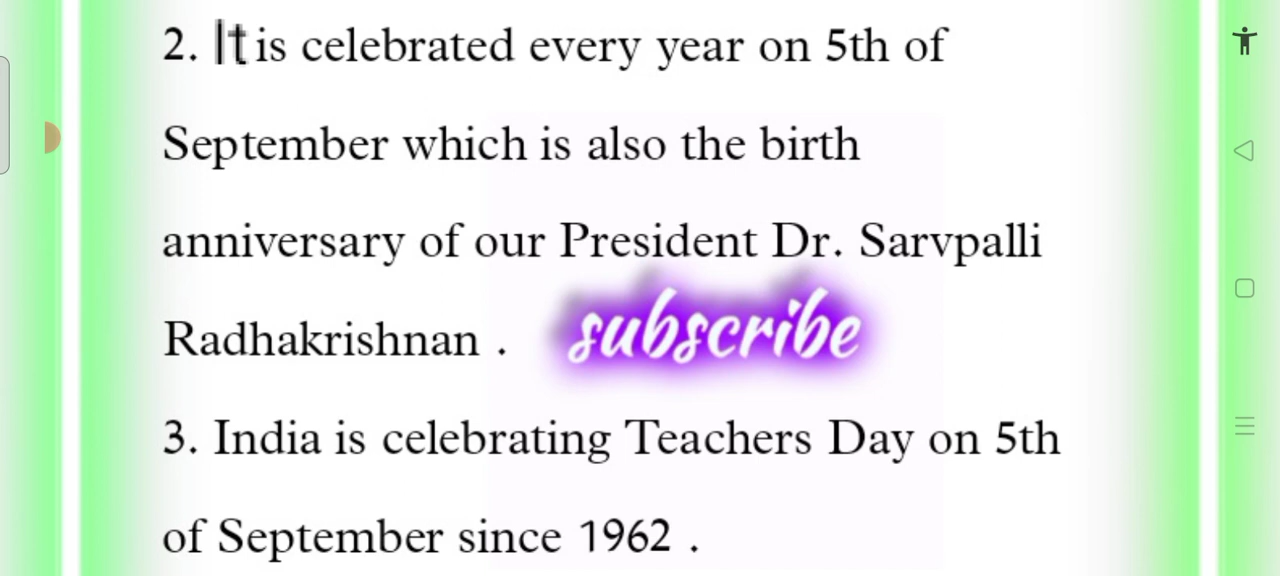 2. It is celebrated every year on 5th of
September which is also the birth
anniversary of our President Dr. Sarvpalli
Radhakrishnan .
subscribe
3. India is celebrating Teachers Day on 5th
of September since 1962 .